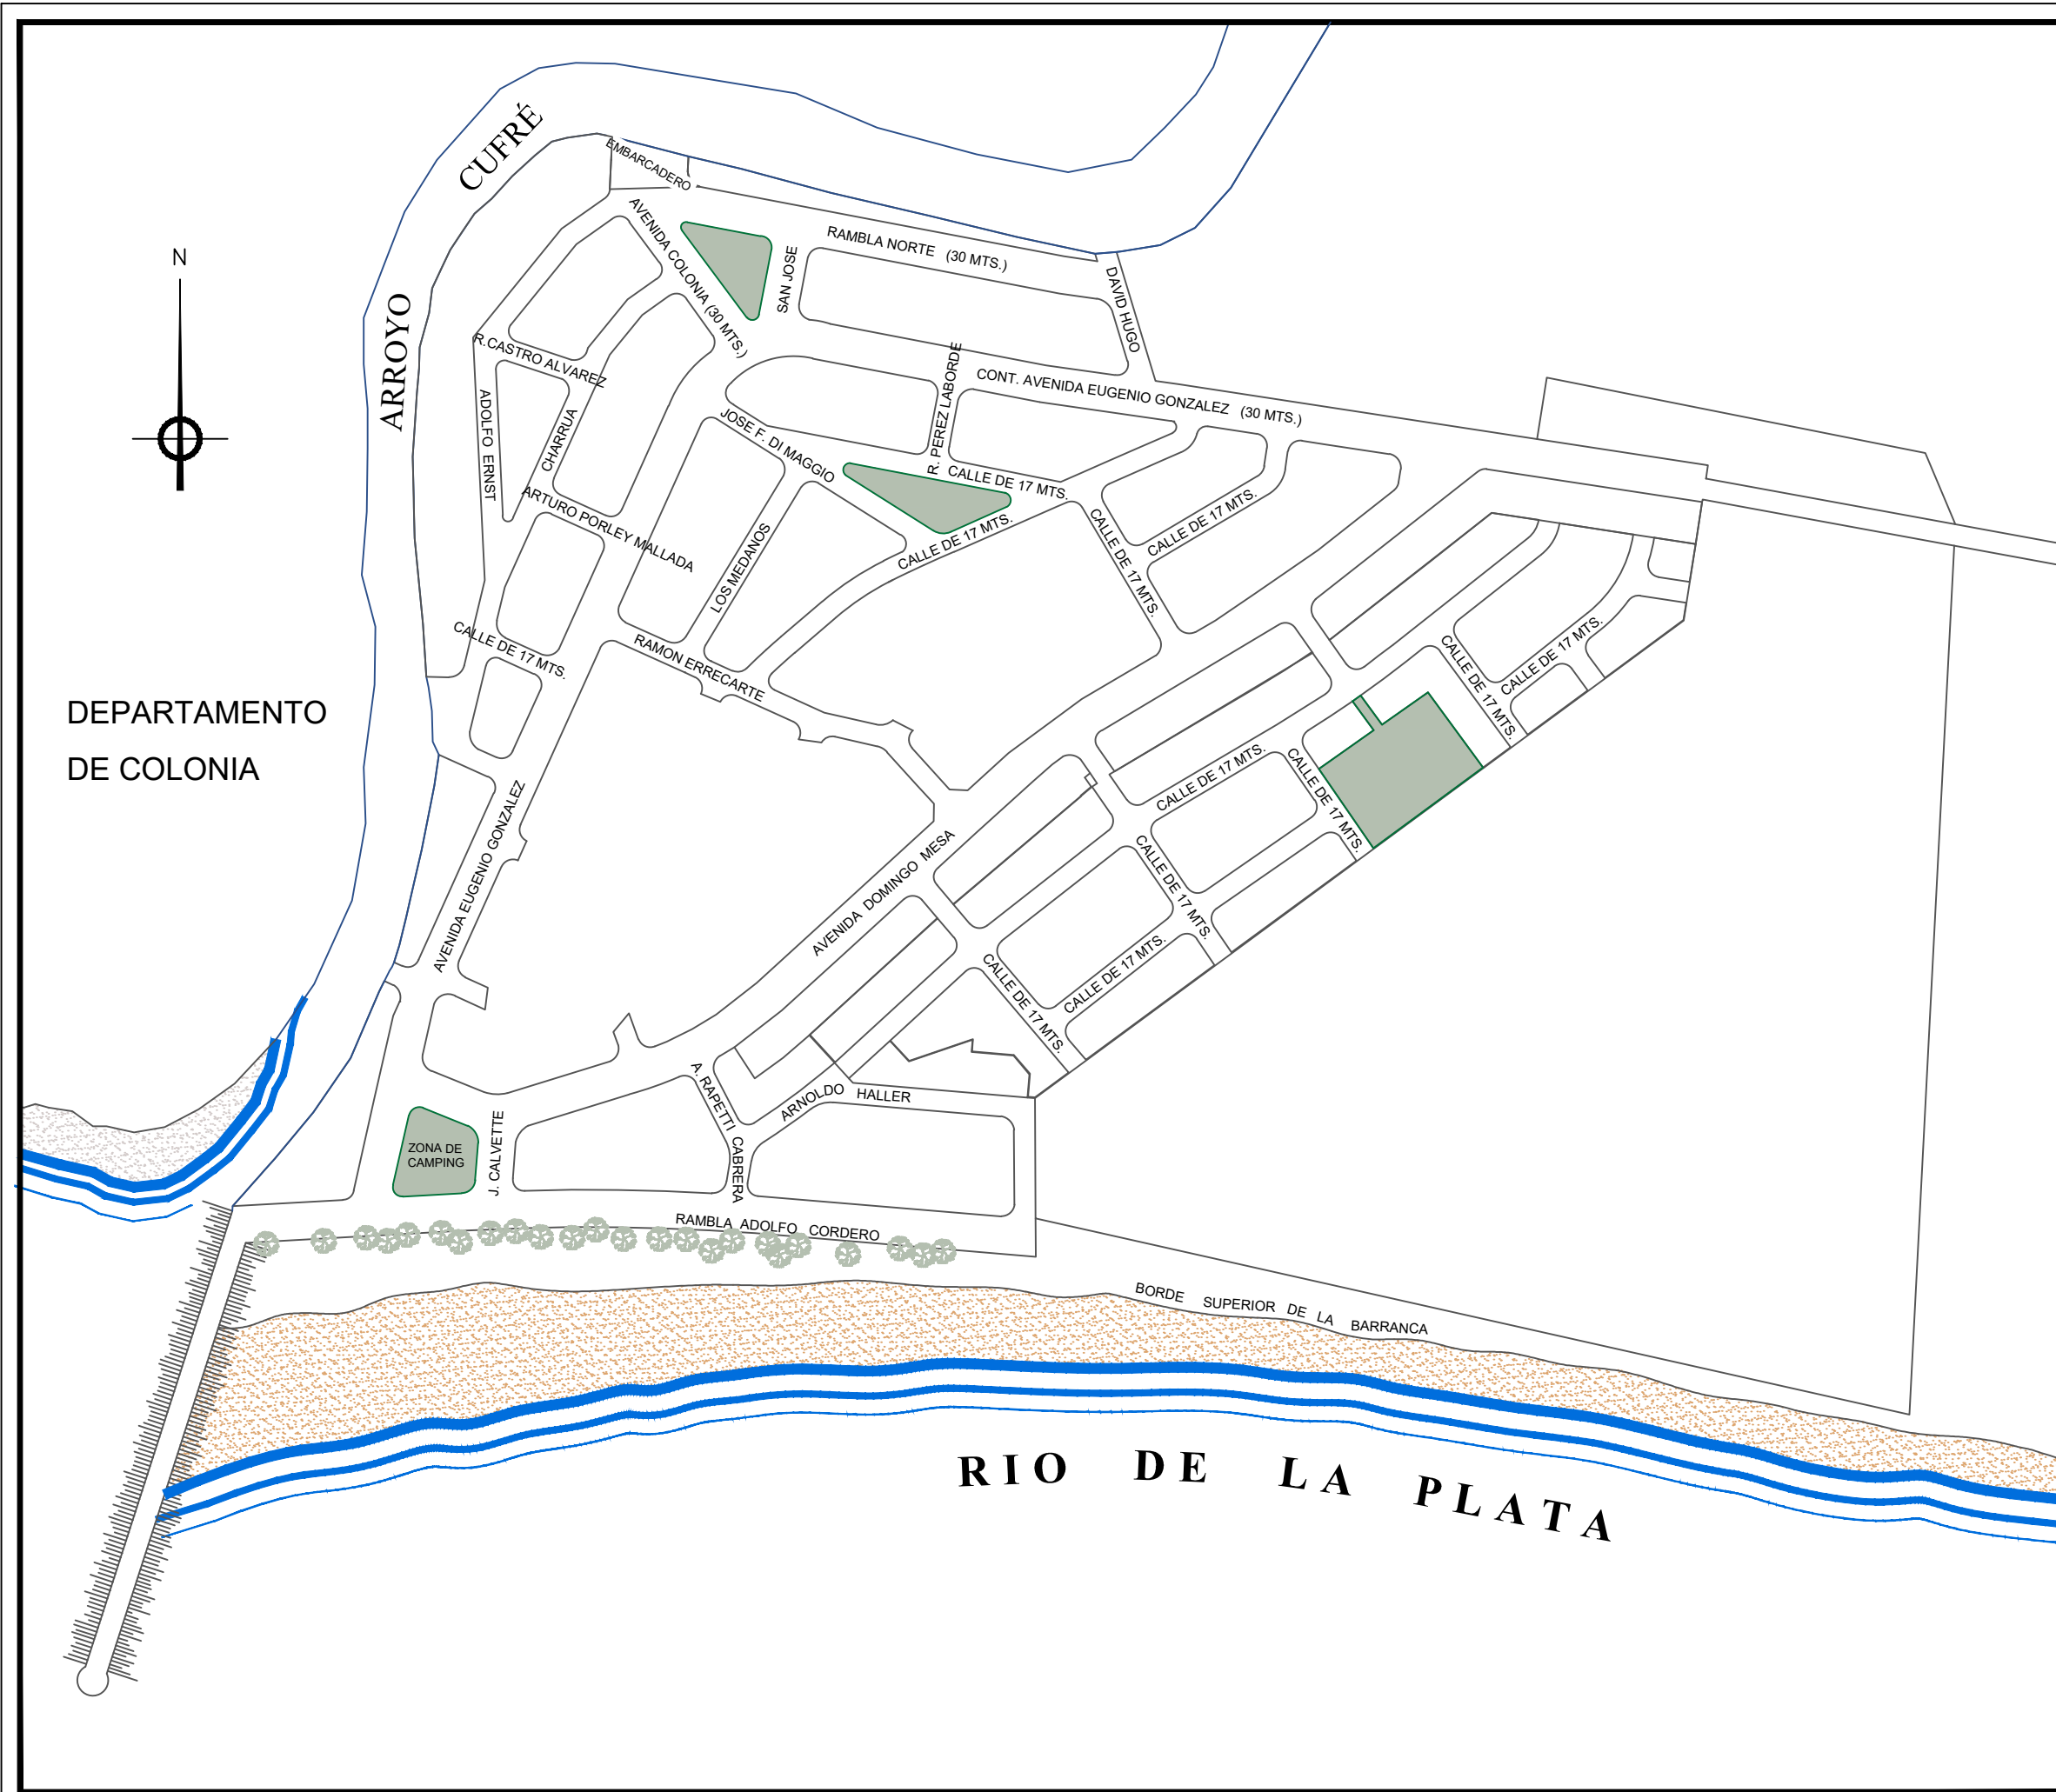 CUFRÉ
EMBARCADERO
AVENIDA COLONIA (30 MTS.)
SAN JOSE
RAMBLA NORTE (30 MTS.)
DAVID HUGO
N
ARROYO
R.CASTRO ALVAREZ
ADOLFO ERNST
CHARRUA
R. PEREZ LABORDE
CONT. AVENIDA EUGENIO GONZALEZ (30 MTS.)
JOSE F. DI MAGGIO
CALLE DE 17 MTS.
CALLE DE 17 MTS.
CALLE DE 17 MTS.
CALLE DE 17 MTS.
ARTURO PORLEY MALLADA
LOS MEDANOS
CALLE DE 17 MTS.
RAMON ERRECARTE
CALLE DE 17 MTS.
CALLE DE 17 MTS.
DEPARTAMENTO
DE COLONIA
CALLE DE 17 MTS.
CALLE DE 17 MTS.
AVENIDA EUGENIO GONZALEZ
AVENIDA DOMINGO MESA
CALLE DE 17 MTS.
CALLE DE 17 MTS.
CALLE DE 17 MTS.
A. RAPETTI CABRERA
ARNOLDO HALLER
ZONA DE
CAMPING
J. CALVETTE
RAMBLA ADOLFO CORDERO
BORDE SUPERIOR DE LA BARRANCA
RIO DE LA PLATA